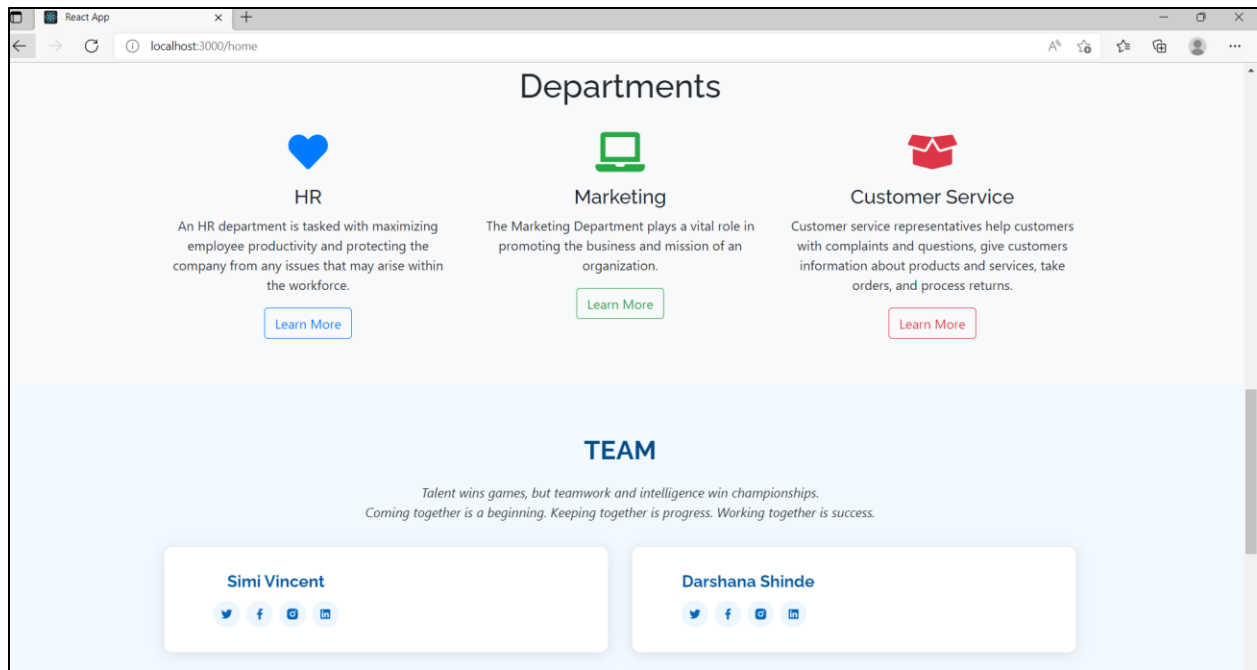 React App
localhost:3000/home
Departments
HR
An HR department is tasked with maximizing
employee productivity and protecting the
company from any issues that may arise within
the workforce.
Learn More
Marketing
The Marketing Department plays a vital role in
promoting the business and mission of an
organization.
Learn More
Customer Service
Customer service representatives help customers
with complaints and questions, give customers
information about products and services, take
orders, and process returns.
Learn More
TEAM
Talent wins games, but teamwork and intelligence win championships.
Coming together is a beginning. Keeping together is progress. Working together is success.
Simi Vincent
Darshana Shinde